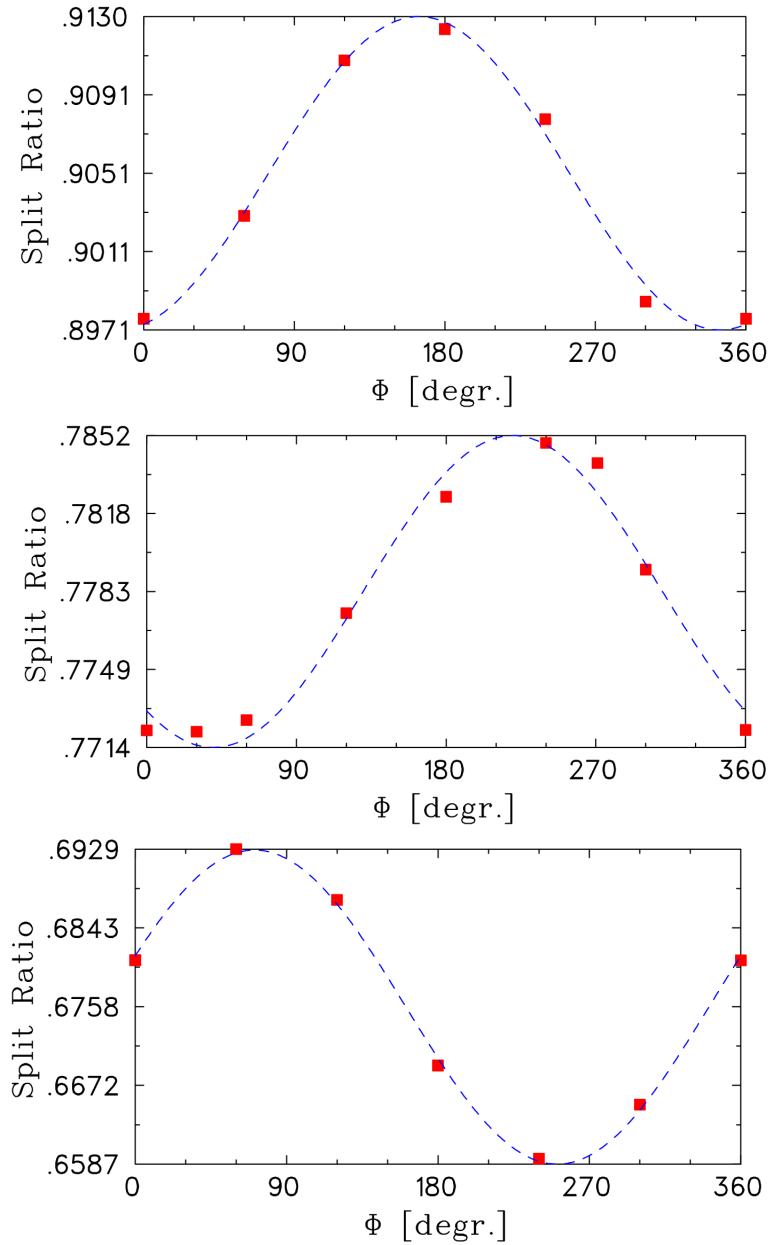 Split Ratio
.9130
.9091
.9051
.9011
.8971
0 90 180 270 360
Φ [degr.]
Split Ratio
.7852
.7818
.7783
.7749
.7714
0 90 180 270 360
Φ [degr.]
Split Ratio
.6929
.6843
.6758
.6672
.6587
0 90 180 270 360
Φ [degr.]